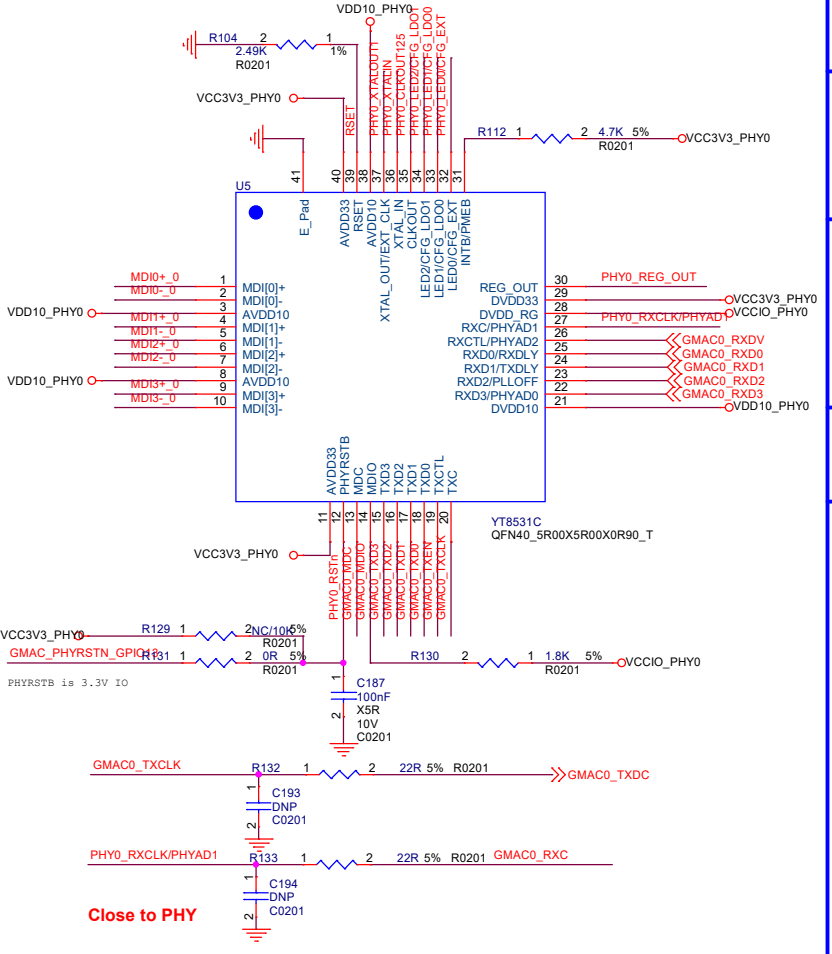 VDD10_PHY0
R104 2 1
2.49K 1%
R0201
VCC3V3_PHY0
RSET
PHY0_XTALOUT1
PHY0_XTALIN
PHY0_CLKOUT125
PHY0_LED2/CFG_LDO1
PHY0_LED1/CFG_LDO0
PHY0_LED0/CFG_EXT
R112 1 2 4.7K 5%
R0201
VCC3V3_PHY0
41 40 39 38 37 36 35 34 33 32 31
U5
E_Pad
AVDD33
RSET
AVDD10
XTAL_OUT/EXT_CLK
XTAL_IN
CLKOUT
LED2/CFG_LDO1
LED1/CFG_LDO0
LED0/CFG_EXT
INTB/PMEB
MDI0+_0 1 MDI[0]+
MDI0-_0 2 MDI[0]-
VDD10_PHY0 3 AVDD10
MDI1+_0 4 MDI[1]+
MDI1-_0 5 MDI[1]-
MDI2+_0 6 MDI[2]+
MDI2-_0 7 MDI[2]-
VDD10_PHY0 8 AVDD10
MDI3+_0 9 MDI[3]+
MDI3-_0 10 MDI[3]-
REG_OUT 30 PHY0_REG_OUT
DVDD33 29 VCC3V3_PHY0
DVDD_RG 28 VCCIO_PHY0
RXC/PHYAD1 27 PHY0_RXCLK/PHYAD1
RXCTL/PHYAD2 26 GMAC0_RXDV
RXD0/RXDLY 25 GMAC0_RXD0
RXD1/TXDLY 24 GMAC0_RXD1
RXD2/PLLOFF 23 GMAC0_RXD2
RXD3/PHYAD0 22 GMAC0_RXD3
DVDD10 21 VDD10_PHY0
AVDD33
PHYRSTB
MDC
MDIO
TXD3
TXD2
TXD1
TXD0
TXCTL
TXC
11 12 13 14 15 16 17 18 19 20
YT8531C
QFN40_5R00X5R00X0R90_T
VCC3V3_PHY0
PHY0_RSTn
GMAC0_MDC
GMAC0_MDIO
GMAC0_TXD3
GMAC0_TXD2
GMAC0_TXD1
GMAC0_TXD0
GMAC0_TXEN
GMAC0_TXCLK
VCC3V3_PHY0 R129 1 2 NC/10K 5%
R0201
R131 1 2 0R 5%
R0201
PHYRSTB is 3.3V IO
R130 2 1 1.8K 5%
R0201
VCCIO_PHY0
1 C187
100nF
X5R
2 10V
C0201
GMAC0_TXCLK R132 1 2 22R 5% R0201 GMAC0_TXDC
1 C193
DNP
2 C0201
PHY0_RXCLK/PHYAD1 R133 1 2 22R 5% R0201 GMAC0_RXC
1 C194
DNP
2 C0201
Close to PHY